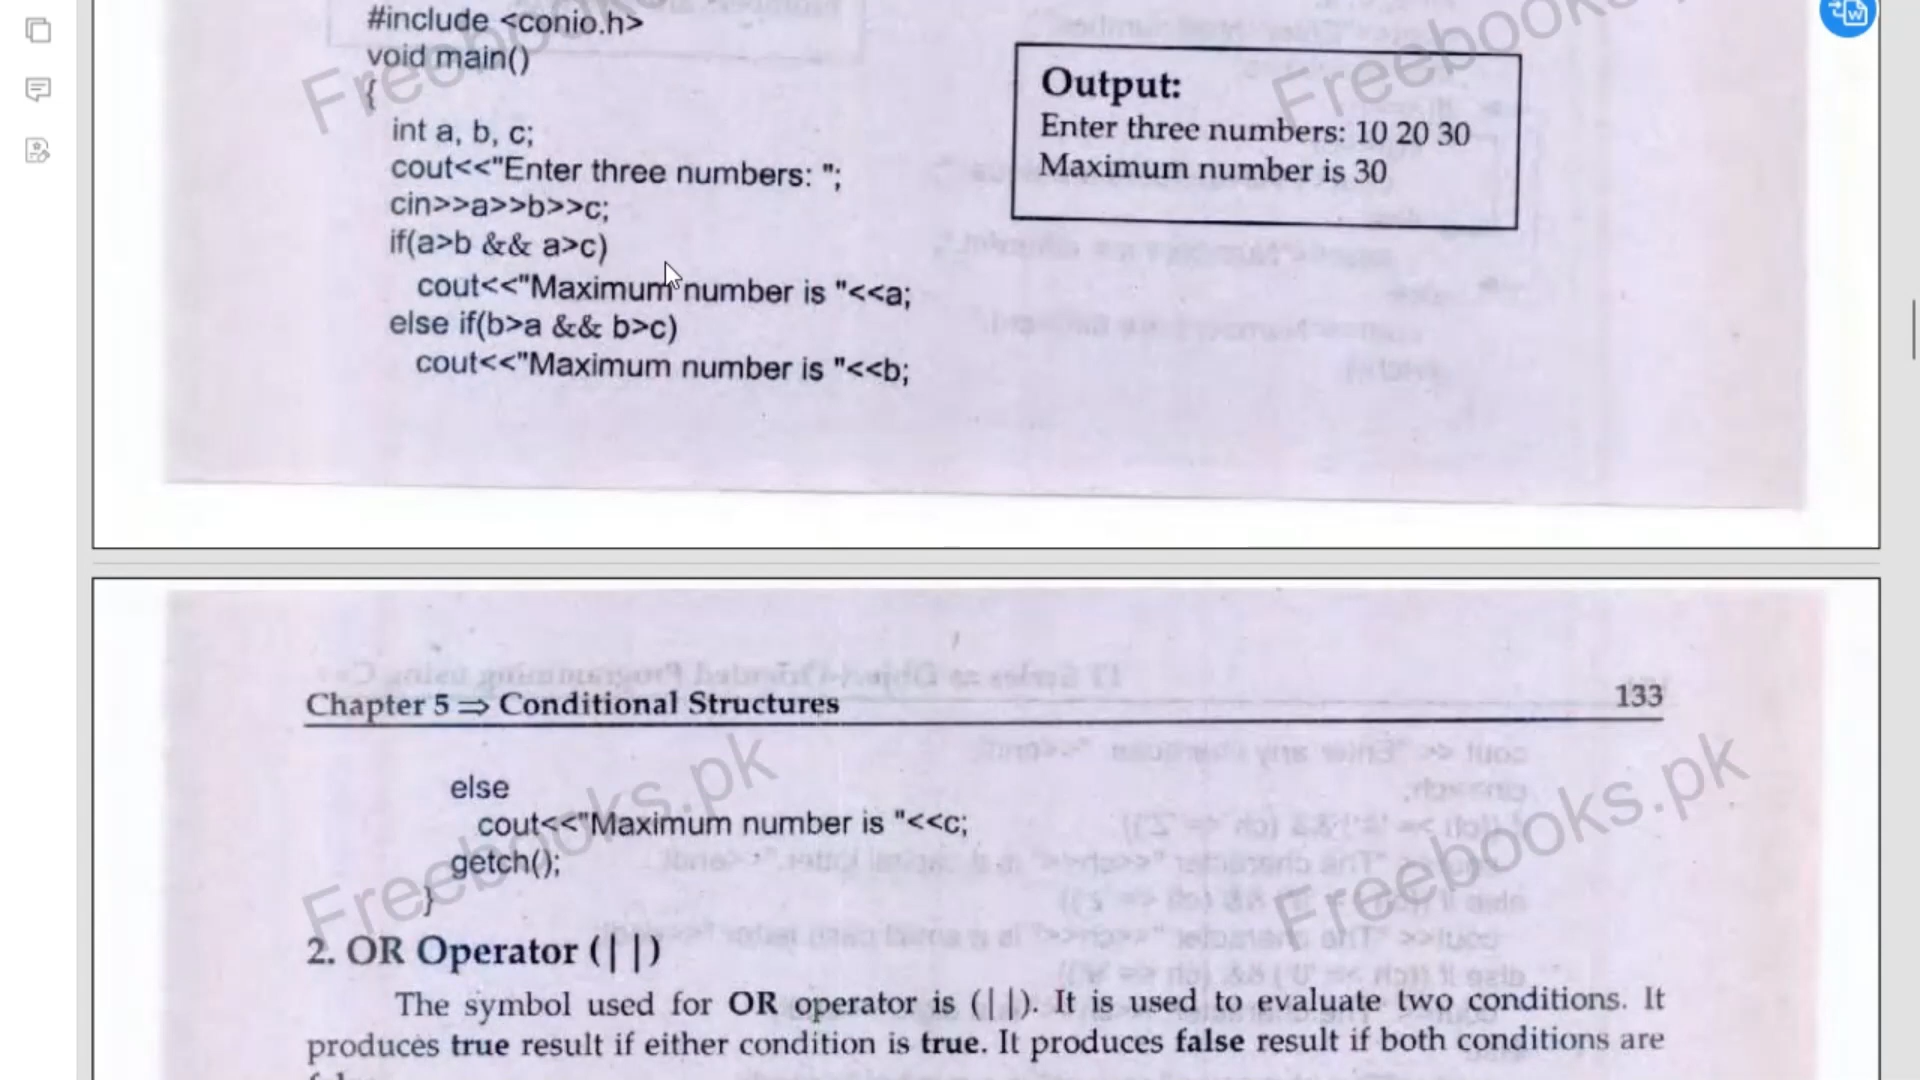 #include <conio.h>
void main()
{
int a, b, c;
cout<<"Enter three numbers: ";
cin>>a>>b>>c;
if(a>b && a>c)
cout<<"Maximum number is "<<a;
else if(b>a && b>c)
cout<<"Maximum number is "<<b;
Output:
Enter three numbers: 10 20 30
Maximum number is 30
Freebooks.pk
Freebooks.pk
Chapter 5 ⇒ Conditional Structures 133
else
cout<<"Maximum number is "<<c;
getch();
}
Freebooks.pk
Freebooks.pk
2. OR Operator (||)
The symbol used for OR operator is (||). It is used to evaluate two conditions. It
produces true result if either condition is true. It produces false result if both conditions are